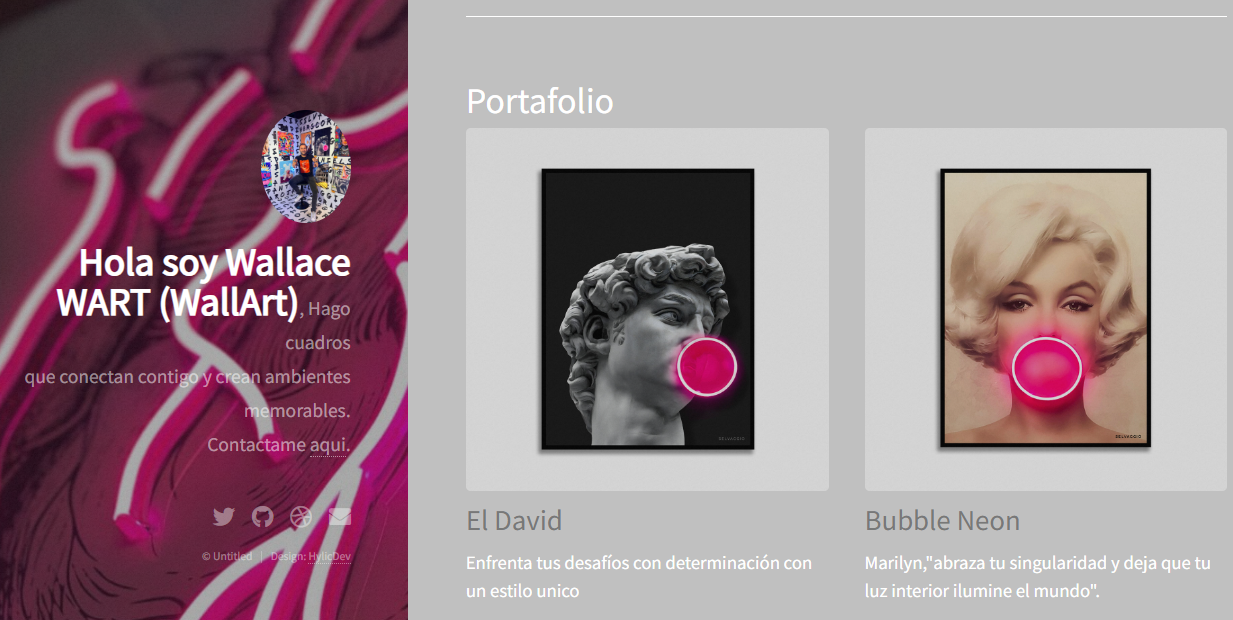 Hola soy Wallace
WART (WallArt), Hago
cuadros
que conectan contigo y crean ambientes
memorables.
Contactame aqui.
© Untitled | Design: HylicDev
Portafolio
El David
Enfrenta tus desafíos con determinación con
un estilo unico
Bubble Neon
Marilyn,"abraza tu singularidad y deja que tu
luz interior ilumine el mundo".